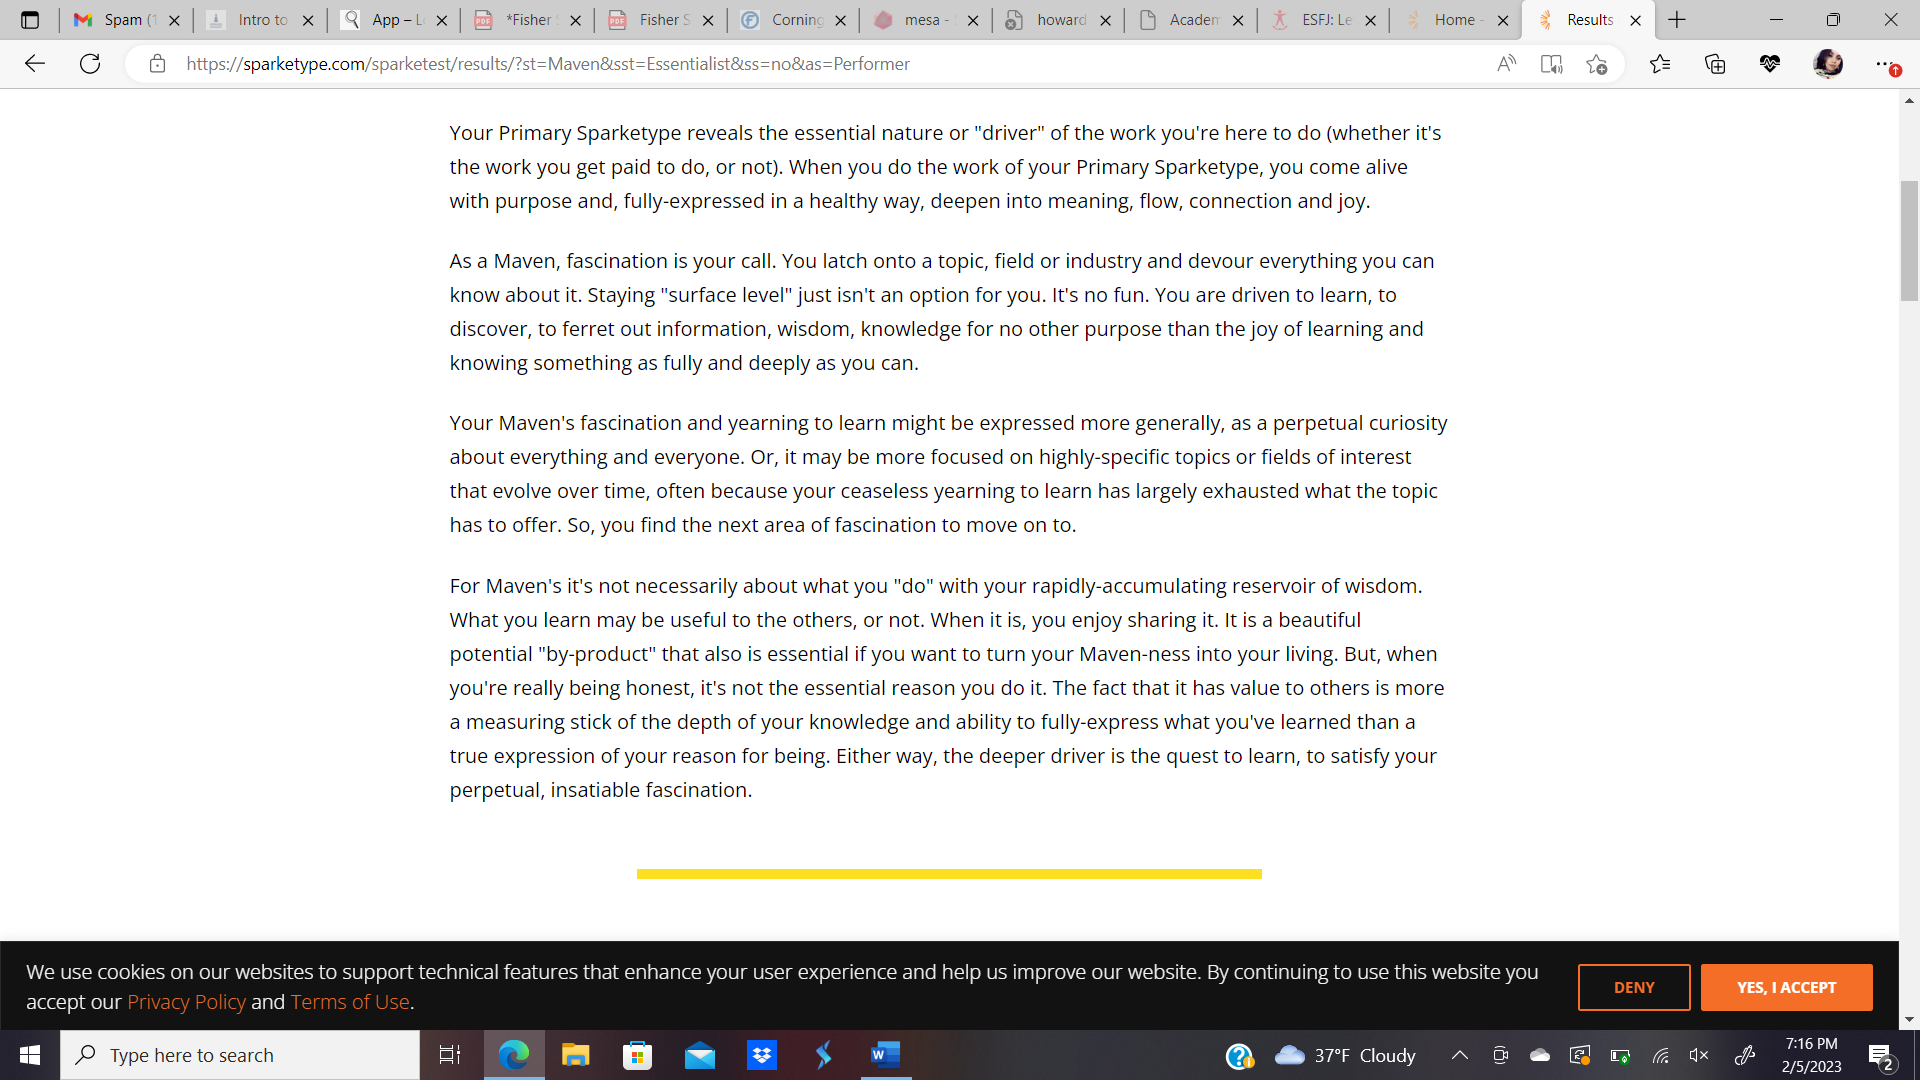 Spam (1
Intro to
App – Lo
*Fisher S
Fisher S
Corning
mesa - S
howard
Academ
ESFJ: Le
Home -
Results
https://sparketype.com/sparketest/results/?st=Maven&sst=Essentialist&ss=no&as=Performer
Your Primary Sparketype reveals the essential nature or "driver" of the work you're here to do (whether it's
the work you get paid to do, or not). When you do the work of your Primary Sparketype, you come alive
with purpose and, fully-expressed in a healthy way, deepen into meaning, flow, connection and joy.
As a Maven, fascination is your call. You latch onto a topic, field or industry and devour everything you can
know about it. Staying "surface level" just isn't an option for you. It's no fun. You are driven to learn, to
discover, to ferret out information, wisdom, knowledge for no other purpose than the joy of learning and
knowing something as fully and deeply as you can.
Your Maven's fascination and yearning to learn might be expressed more generally, as a perpetual curiosity
about everything and everyone. Or, it may be more focused on highly-specific topics or fields of interest
that evolve over time, often because your ceaseless yearning to learn has largely exhausted what the topic
has to offer. So, you find the next area of fascination to move on to.
For Maven's it's not necessarily about what you "do" with your rapidly-accumulating reservoir of wisdom.
What you learn may be useful to the others, or not. When it is, you enjoy sharing it. It is a beautiful
potential "by-product" that also is essential if you want to turn your Maven-ness into your living. But, when
you're really being honest, it's not the essential reason you do it. The fact that it has value to others is more
a measuring stick of the depth of your knowledge and ability to fully-express what you've learned than a
true expression of your reason for being. Either way, the deeper driver is the quest to learn, to satisfy your
perpetual, insatiable fascination.
We use cookies on our websites to support technical features that enhance your user experience and help us improve our website. By continuing to use this website you
accept our Privacy Policy and Terms of Use.
DENY
YES, I ACCEPT
Type here to search
37°F Cloudy
7:16 PM
2/5/2023
2